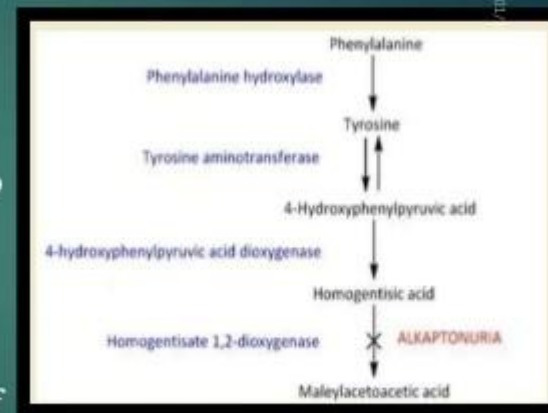 Phenylalanine
Phenylalanine hydroxylase
Tyrosine
Tyrosine aminotransferase
4-Hydroxyphenylpyruvic acid
4-hydroxyphenylpyruvic acid dioxygenase
Homogentisic acid
Homogentisate 1,2-dioxygenase
ALKAPTONURIA
Maleylacetoacetic acid